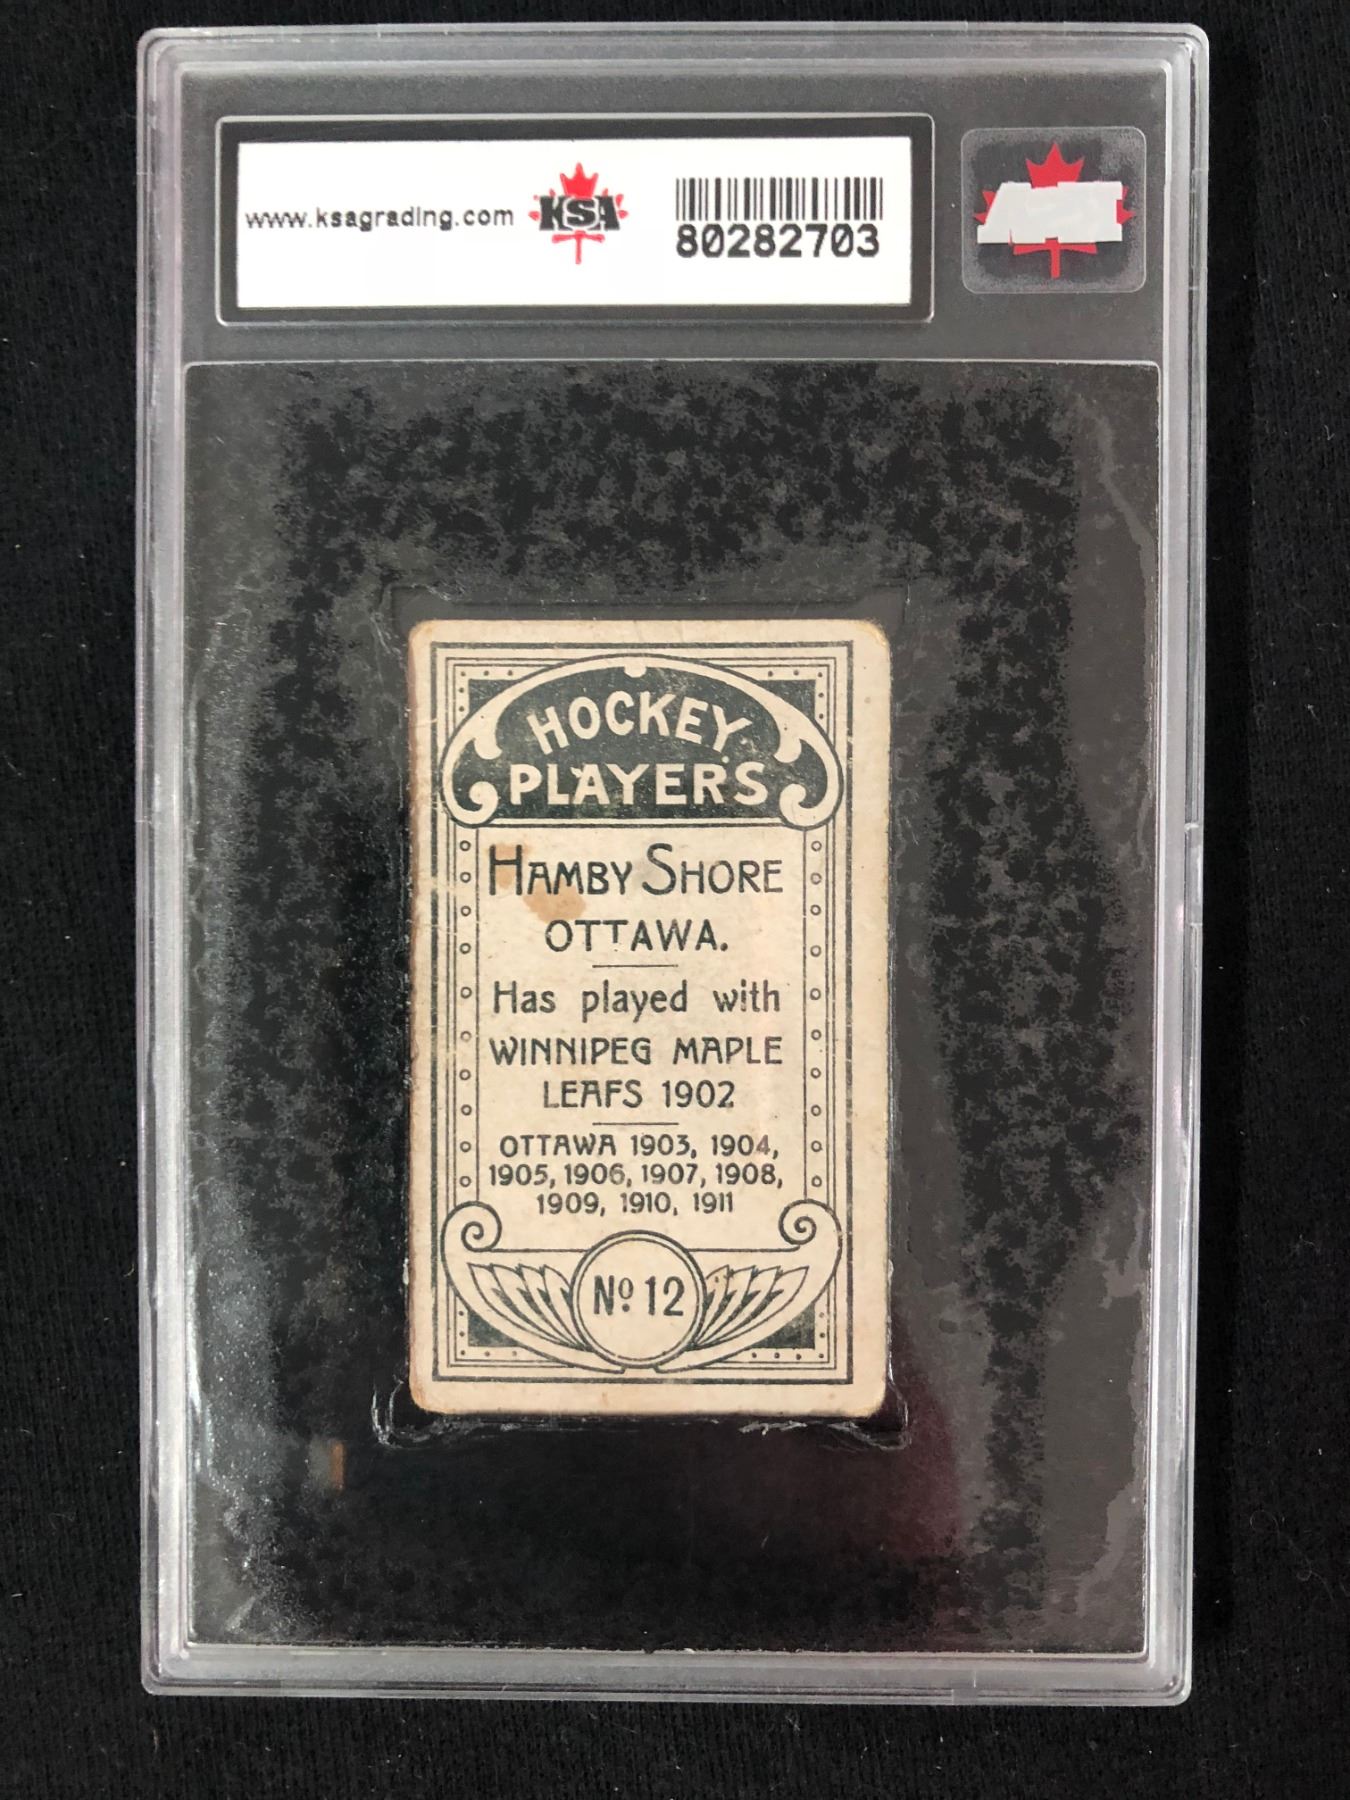 www.ksagrading.com
KSA
80282703
HOCKEY
PLAYERS
HAMBY SHORE
OTTAWA.
Has played with
WINNIPEG MAPLE
LEAFS 1902
OTTAWA 1903, 1904,
1905, 1906, 1907, 1908,
1909, 1910, 1911
No 12